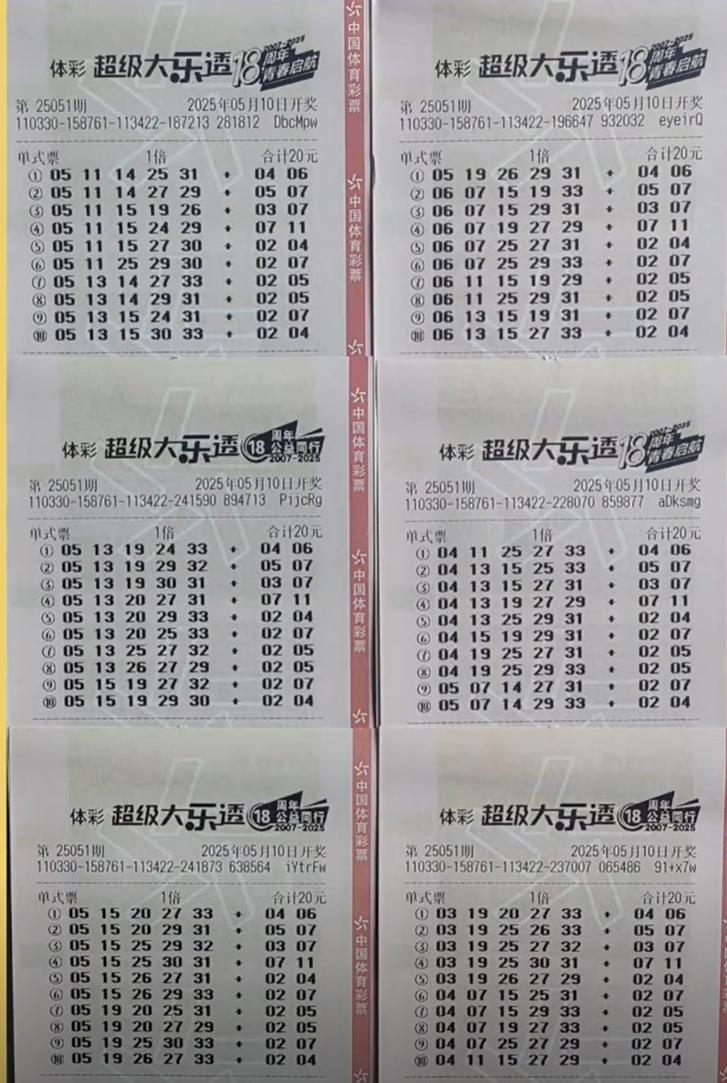 体彩 超级大乐透 18周年 青春启航 2007-2025
第 25051期 2025年05月10日开奖
110330-158761-113422-187213 281812 DbcMpw
单式票 1倍 合计20元
① 05 11 14 25 31 + 04 06
② 05 11 14 27 29 + 05 07
③ 05 11 15 19 26 + 03 07
④ 05 11 15 24 29 + 07 11
⑤ 05 11 15 27 30 + 02 04
⑥ 05 11 25 29 30 + 02 07
⑦ 05 13 14 27 33 + 02 05
⑧ 05 13 14 29 31 + 02 05
⑨ 05 13 15 24 31 + 02 07
⑩ 05 13 15 30 33 + 02 04
中国体育彩票
中国体育彩票
体彩 超级大乐透 18周年 青春启航 2007-2025
第 25051期 2025年05月10日开奖
110330-158761-113422-196647 932032 eyeirQ
单式票 1倍 合计20元
① 05 19 26 29 31 + 04 06
② 06 07 15 19 33 + 05 07
③ 06 07 15 29 31 + 03 07
④ 06 07 19 27 29 + 07 11
⑤ 06 07 25 27 31 + 02 04
⑥ 06 07 25 29 33 + 02 07
⑦ 06 11 15 19 29 + 02 05
⑧ 06 11 25 29 31 + 02 05
⑨ 06 13 15 19 31 + 02 07
⑩ 06 13 15 27 33 + 02 04
体彩 超级大乐透 18周年 公益同行 2007-2025
第 25051期 2025年05月10日开奖
110330-158761-113422-241590 894713 PijcRg
单式票 1倍 合计20元
① 05 13 19 24 33 + 04 06
② 05 13 19 29 32 + 05 07
③ 05 13 19 30 31 + 03 07
④ 05 13 20 27 31 + 07 11
⑤ 05 13 20 29 33 + 02 04
⑥ 05 13 20 25 33 + 02 07
⑦ 05 13 25 27 32 + 02 05
⑧ 05 13 26 27 29 + 02 05
⑨ 05 15 19 27 32 + 02 07
⑩ 05 15 19 29 30 + 02 04
中国体育彩票
中国体育彩票
体彩 超级大乐透 18周年 青春启航 2007-2025
第 25051期 2025年05月10日开奖
110330-158761-113422-228070 859877 aDksmg
单式票 1倍 合计20元
① 04 11 25 27 33 + 04 06
② 04 13 15 25 33 + 05 07
③ 04 13 15 27 31 + 03 07
④ 04 13 19 27 29 + 07 11
⑤ 04 13 25 29 31 + 02 04
⑥ 04 15 19 29 31 + 02 07
⑦ 04 19 25 27 31 + 02 05
⑧ 04 19 25 29 33 + 02 05
⑨ 05 07 14 27 31 + 02 07
⑩ 05 07 14 29 33 + 02 04
体彩 超级大乐透 18周年 公益同行 2007-2025
第 25051期 2025年05月10日开奖
110330-158761-113422-241873 638564 iYtrFw
单式票 1倍 合计20元
① 05 15 20 27 33 + 04 06
② 05 15 20 29 31 + 05 07
③ 05 15 25 29 32 + 03 07
④ 05 15 25 30 31 + 07 11
⑤ 05 15 26 27 31 + 02 04
⑥ 05 15 26 29 33 + 02 07
⑦ 05 19 20 25 31 + 02 05
⑧ 05 19 20 27 29 + 02 05
⑨ 05 19 25 30 33 + 02 07
⑩ 05 19 26 27 33 + 02 04
中国体育彩票
中国体育彩票
体彩 超级大乐透 18周年 公益同行 2007-2025
第 25051期 2025年05月10日开奖
110330-158761-113422-237007 065486 91+x7w
单式票 1倍 合计20元
① 03 19 20 27 33 + 04 06
② 03 19 25 26 33 + 05 07
③ 03 19 25 27 32 + 03 07
④ 03 19 25 30 31 + 07 11
⑤ 03 19 26 27 29 + 02 04
⑥ 04 07 15 25 31 + 02 07
⑦ 04 07 15 29 33 + 02 05
⑧ 04 07 19 27 33 + 02 05
⑨ 04 07 25 27 29 + 02 07
⑩ 04 11 15 27 29 + 02 04